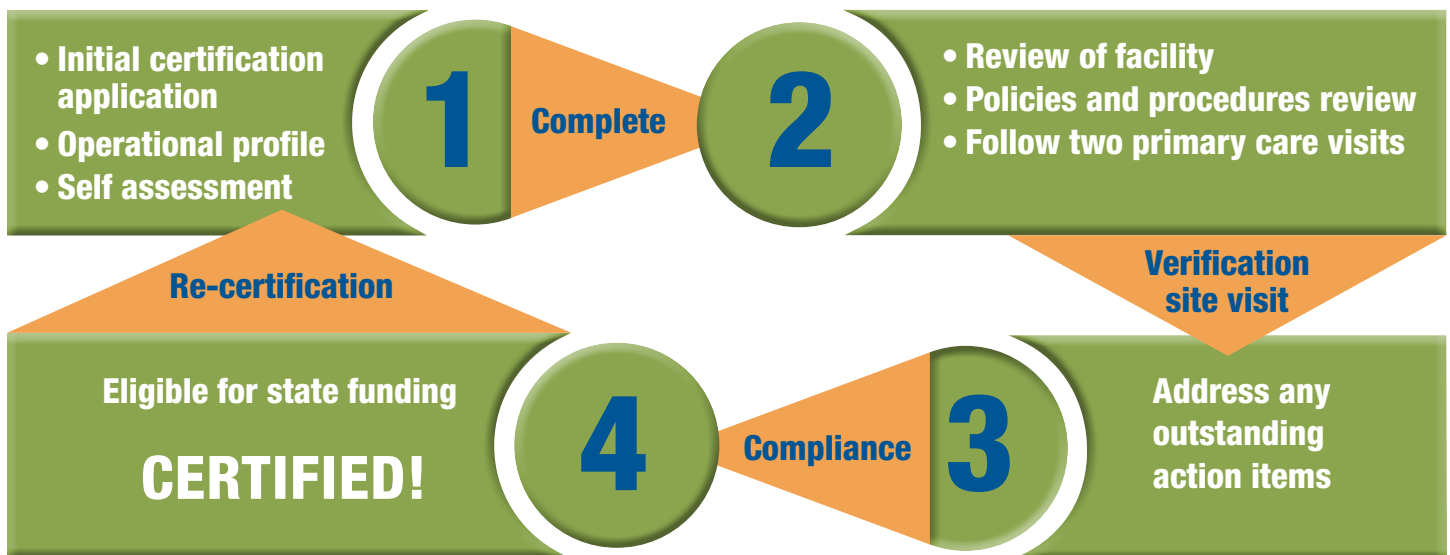 • Initial certification
application
• Operational profile
• Self assessment
1
Complete
2
• Review of facility
• Policies and procedures review
• Follow two primary care visits
Verification
site visit
Address any
outstanding
action items
3
Compliance
4
Eligible for state funding
CERTIFIED!
Re-certification